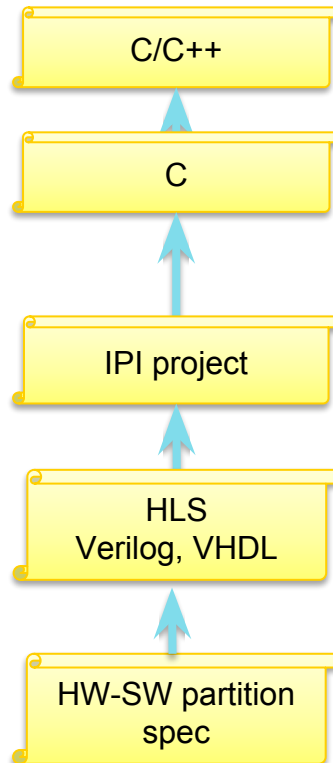 C/C++
C
IPI project
HLS
Verilog, VHDL
HW-SW partition
spec